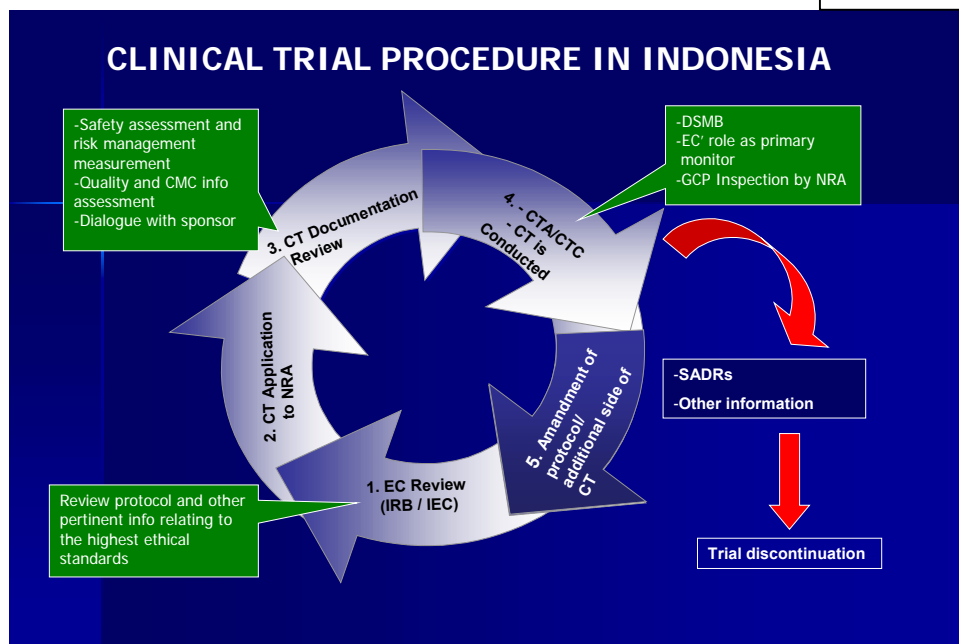 CLINICAL TRIAL PROCEDURE IN INDONESIA
-Safety assessment and
risk management
measurement
-Quality and CMC info
assessment
-Dialogue with sponsor
-DSMB
-EC' role as primary
monitor
-GCP Inspection by NRA
3. CT Documentation
Review
4. - CTA/CTC
- CT is
Conducted
2. CT Application
to NRA
5. Amandment of
protocol/
additional side of
CT
-SADRs
-Other information
1. EC Review
(IRB / IEC)
Review protocol and other
pertinent info relating to
the highest ethical
standards
Trial discontinuation